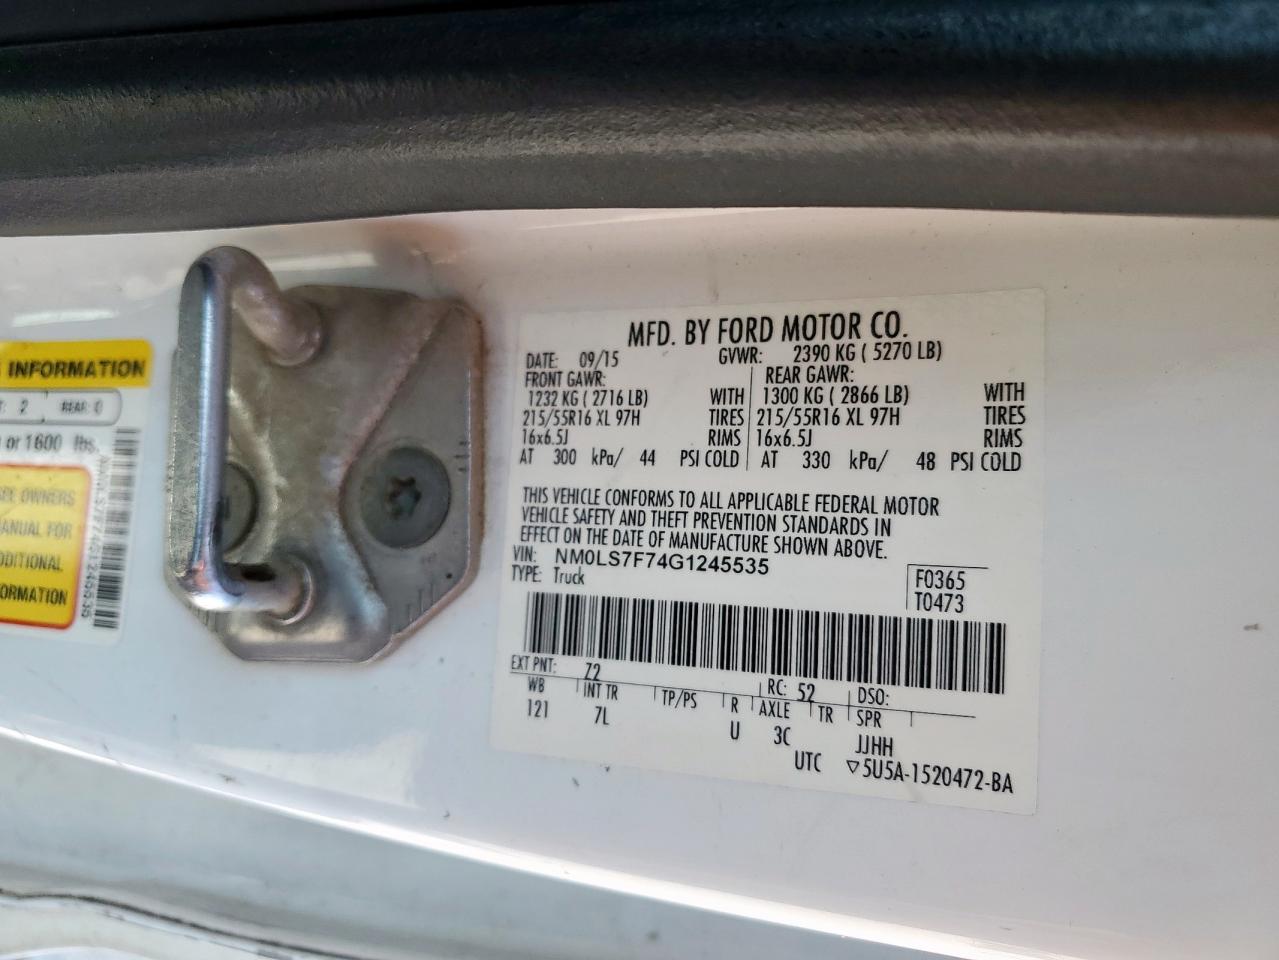 INFORMATION
: 2 REAR: 0
or 1600 lbs.
SEE OWNERS
MANUAL FOR
ADDITIONAL
INFORMATION
MFD. BY FORD MOTOR CO.
DATE: 09/15 GVWR: 2390 KG ( 5270 LB)
FRONT GAWR: REAR GAWR:
1232 KG ( 2716 LB) WITH 1300 KG ( 2866 LB) WITH
215/55R16 XL 97H TIRES 215/55R16 XL 97H TIRES
16x6.5J RIMS 16x6.5J RIMS
AT 300 kPa/ 44 PSI COLD AT 330 kPa/ 48 PSI COLD
THIS VEHICLE CONFORMS TO ALL APPLICABLE FEDERAL MOTOR
VEHICLE SAFETY AND THEFT PREVENTION STANDARDS IN
EFFECT ON THE DATE OF MANUFACTURE SHOWN ABOVE.
VIN: NM0LS7F74G1245535
TYPE: Truck
F0365
T0473
EXT PNT: Z2 RC: 52 DSO:
WB INT TR TP/PS R AXLE TR SPR
121 7L U 3C JJHH
UTC ▽5U5A-1520472-BA